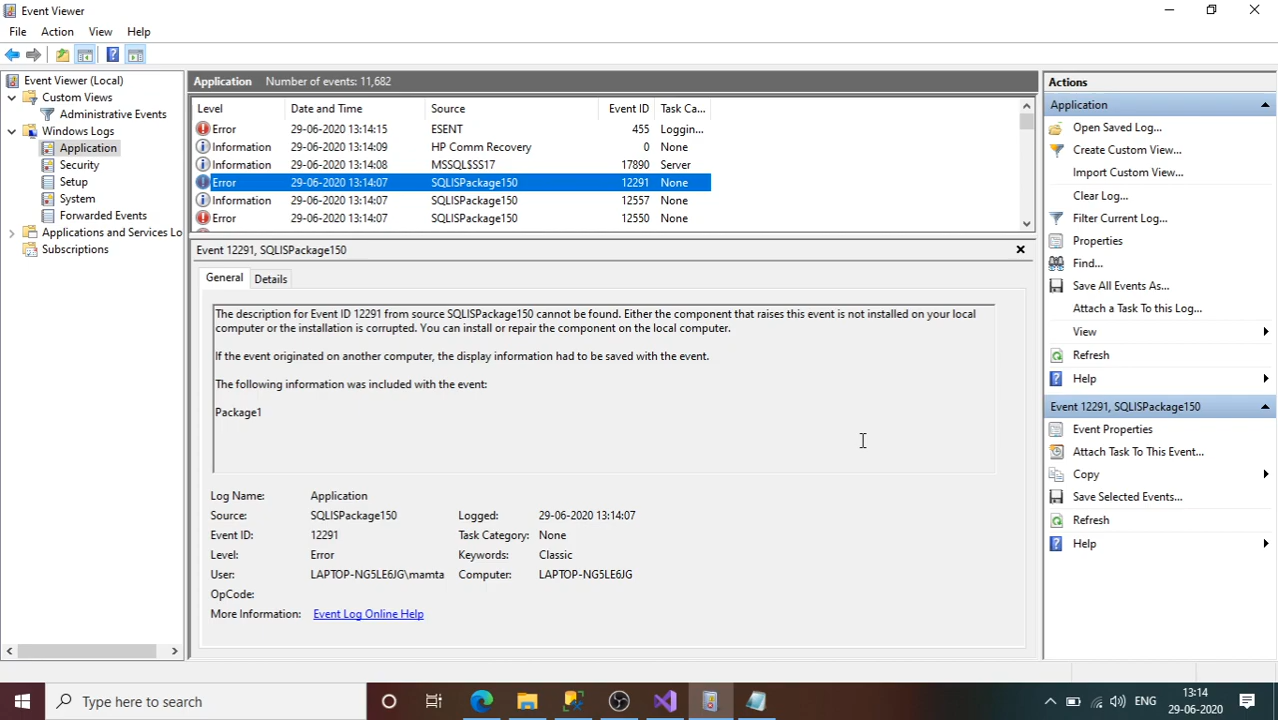 Event Viewer
File Action View Help
Event Viewer (Local)
Custom Views
Administrative Events
Windows Logs
Application
Security
Setup
System
Forwarded Events
Applications and Services Lo
Subscriptions
Application Number of events: 11,682
Level Date and Time Source Event ID Task Ca...
Error 29-06-2020 13:14:15 ESENT 455 Loggin...
Information 29-06-2020 13:14:09 HP Comm Recovery 0 None
Information 29-06-2020 13:14:08 MSSQL$SS17 17890 Server
Error 29-06-2020 13:14:07 SQLISPackage150 12291 None
Information 29-06-2020 13:14:07 SQLISPackage150 12557 None
Error 29-06-2020 13:14:07 SQLISPackage150 12550 None
Event 12291, SQLISPackage150
General Details
The description for Event ID 12291 from source SQLISPackage150 cannot be found. Either the component that raises this event is not installed on your local
computer or the installation is corrupted. You can install or repair the component on the local computer.
If the event originated on another computer, the display information had to be saved with the event.
The following information was included with the event:
Package1
Log Name: Application
Source: SQLISPackage150 Logged: 29-06-2020 13:14:07
Event ID: 12291 Task Category: None
Level: Error Keywords: Classic
User: LAPTOP-NG5LE6JG\mamta Computer: LAPTOP-NG5LE6JG
OpCode:
More Information: Event Log Online Help
Actions
Application
Open Saved Log...
Create Custom View...
Import Custom View...
Clear Log...
Filter Current Log...
Properties
Find...
Save All Events As...
Attach a Task To this Log...
View
Refresh
Help
Event 12291, SQLISPackage150
Event Properties
Attach Task To This Event...
Copy
Save Selected Events...
Refresh
Help
Type here to search
ENG
13:14
29-06-2020